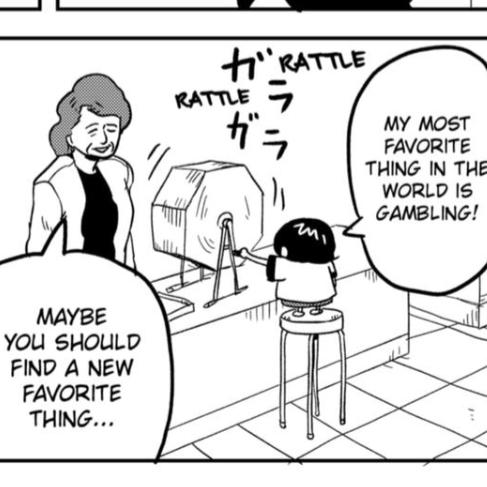 MY MOST
FAVORITE
THING IN THE
WORLD IS
GAMBLING!
ガラ
RATTLE
ガラ
RATTLE
MAYBE
YOU SHOULD
FIND A NEW
FAVORITE
THING...